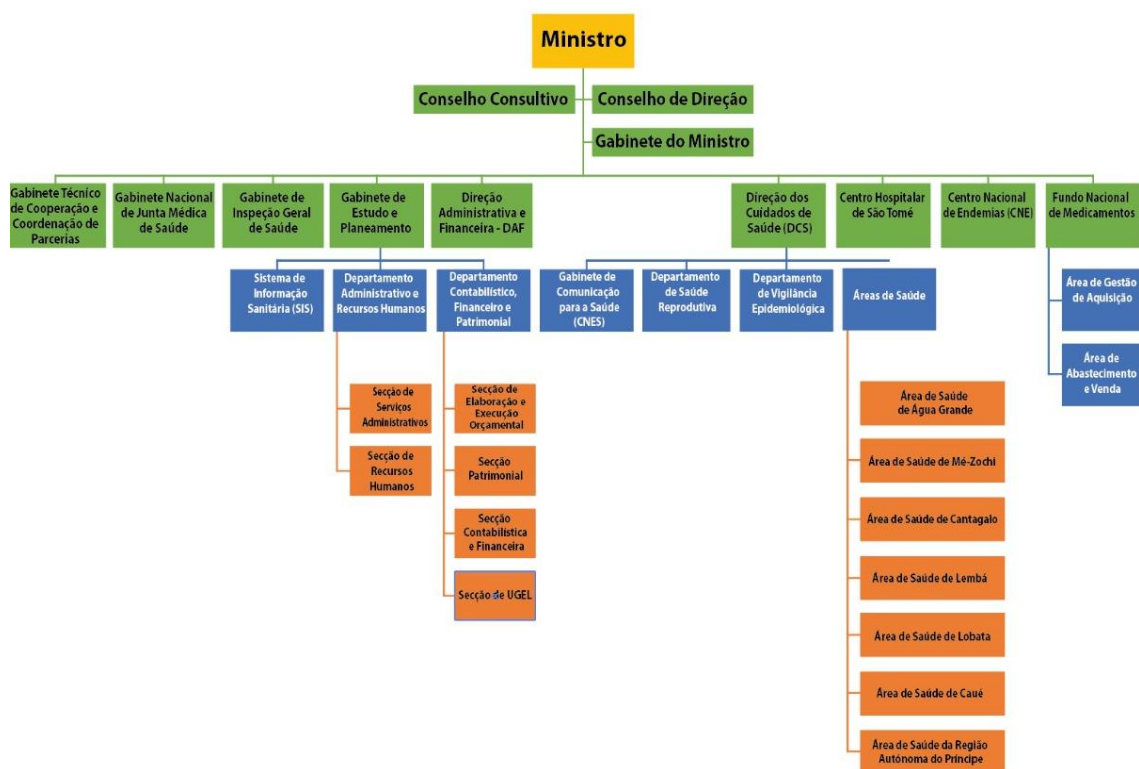 Ministro
Conselho Consultivo
Conselho de Direção
Gabinete do Ministro
Gabinete Técnico
de Cooperação e
Coordenação de
Parcerias
Gabinete Nacional
de Junta Médica
de Saúde
Gabinete de
Inspeção Geral
de Saúde
Gabinete de
Estudo e
Planeamento
Direção
Administrativa e
Financeira - DAF
Direção dos
Cuidados de
Saúde (DCS)
Centro Hospitalar
de São Tomé
Centro Nacional
de Endemias (CNE)
Fundo Nacional
de Medicamentos
Sistema de
Informação
Sanitária (SIS)
Departamento
Administrativo e
Recursos Humanos
Departamento
Contabilístico,
Financeiro e
Patrimonial
Gabinete de
Comunicação
para a Saúde
(CNES)
Departamento
de Saúde
Reprodutiva
Departamento
de Vigilância
Epidemiológica
Áreas de Saúde
Área de Gestão
de Aquisição
Área de
Abastecimento
e Venda
Secção de
Serviços
Administrativos
Secção de
Recursos
Humanos
Secção de
Elaboração e
Execução
Orçamental
Secção
Patrimonial
Secção
Contabilística
e Financeira
Secção de UGEL
Área de Saúde
de Água Grande
Área de Saúde de Mé-Zochi
Área de Saúde de Cantagalo
Área de Saúde de Lembá
Área de Saúde de Lobata
Área de Saúde de Caué
Área de Saúde da Região
Autónoma do Príncipe